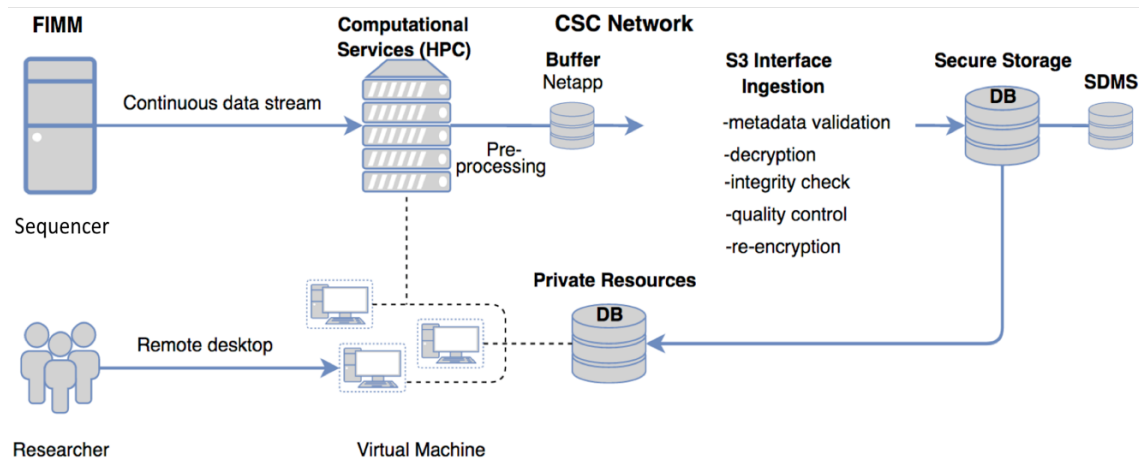 FIMM
Computational
Services (HPC)
CSC Network
Buffer
Netapp
S3 Interface
Ingestion
Secure Storage
SDMS
DB
Continuous data stream
Pre-
processing
-metadata validation
-decryption
-integrity check
-quality control
-re-encryption
Sequencer
Private Resources
DB
Remote desktop
Researcher
Virtual Machine